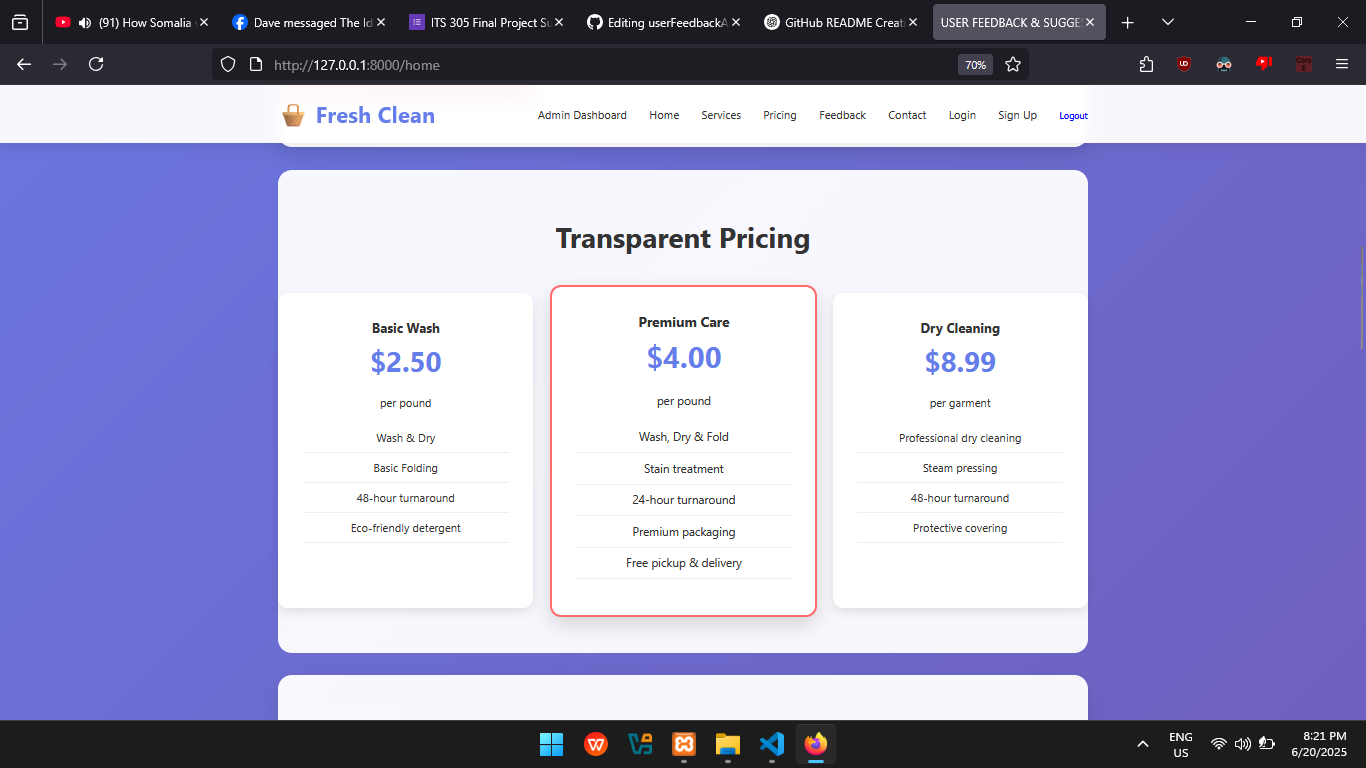 (91) How Somalia
Dave messaged The Id
ITS 305 Final Project Su
Editing userFeedbackA
GitHub README Creati
USER FEEDBACK & SUGGES
http://127.0.0.1:8000/home
70%
Fresh Clean
Admin Dashboard Home Services Pricing Feedback Contact Login Sign Up Logout
Transparent Pricing
Basic Wash
$2.50
per pound
Wash & Dry
Basic Folding
48-hour turnaround
Eco-friendly detergent
Premium Care
$4.00
per pound
Wash, Dry & Fold
Stain treatment
24-hour turnaround
Premium packaging
Free pickup & delivery
Dry Cleaning
$8.99
per garment
Professional dry cleaning
Steam pressing
48-hour turnaround
Protective covering
ENG
US
8:21 PM
6/20/2025